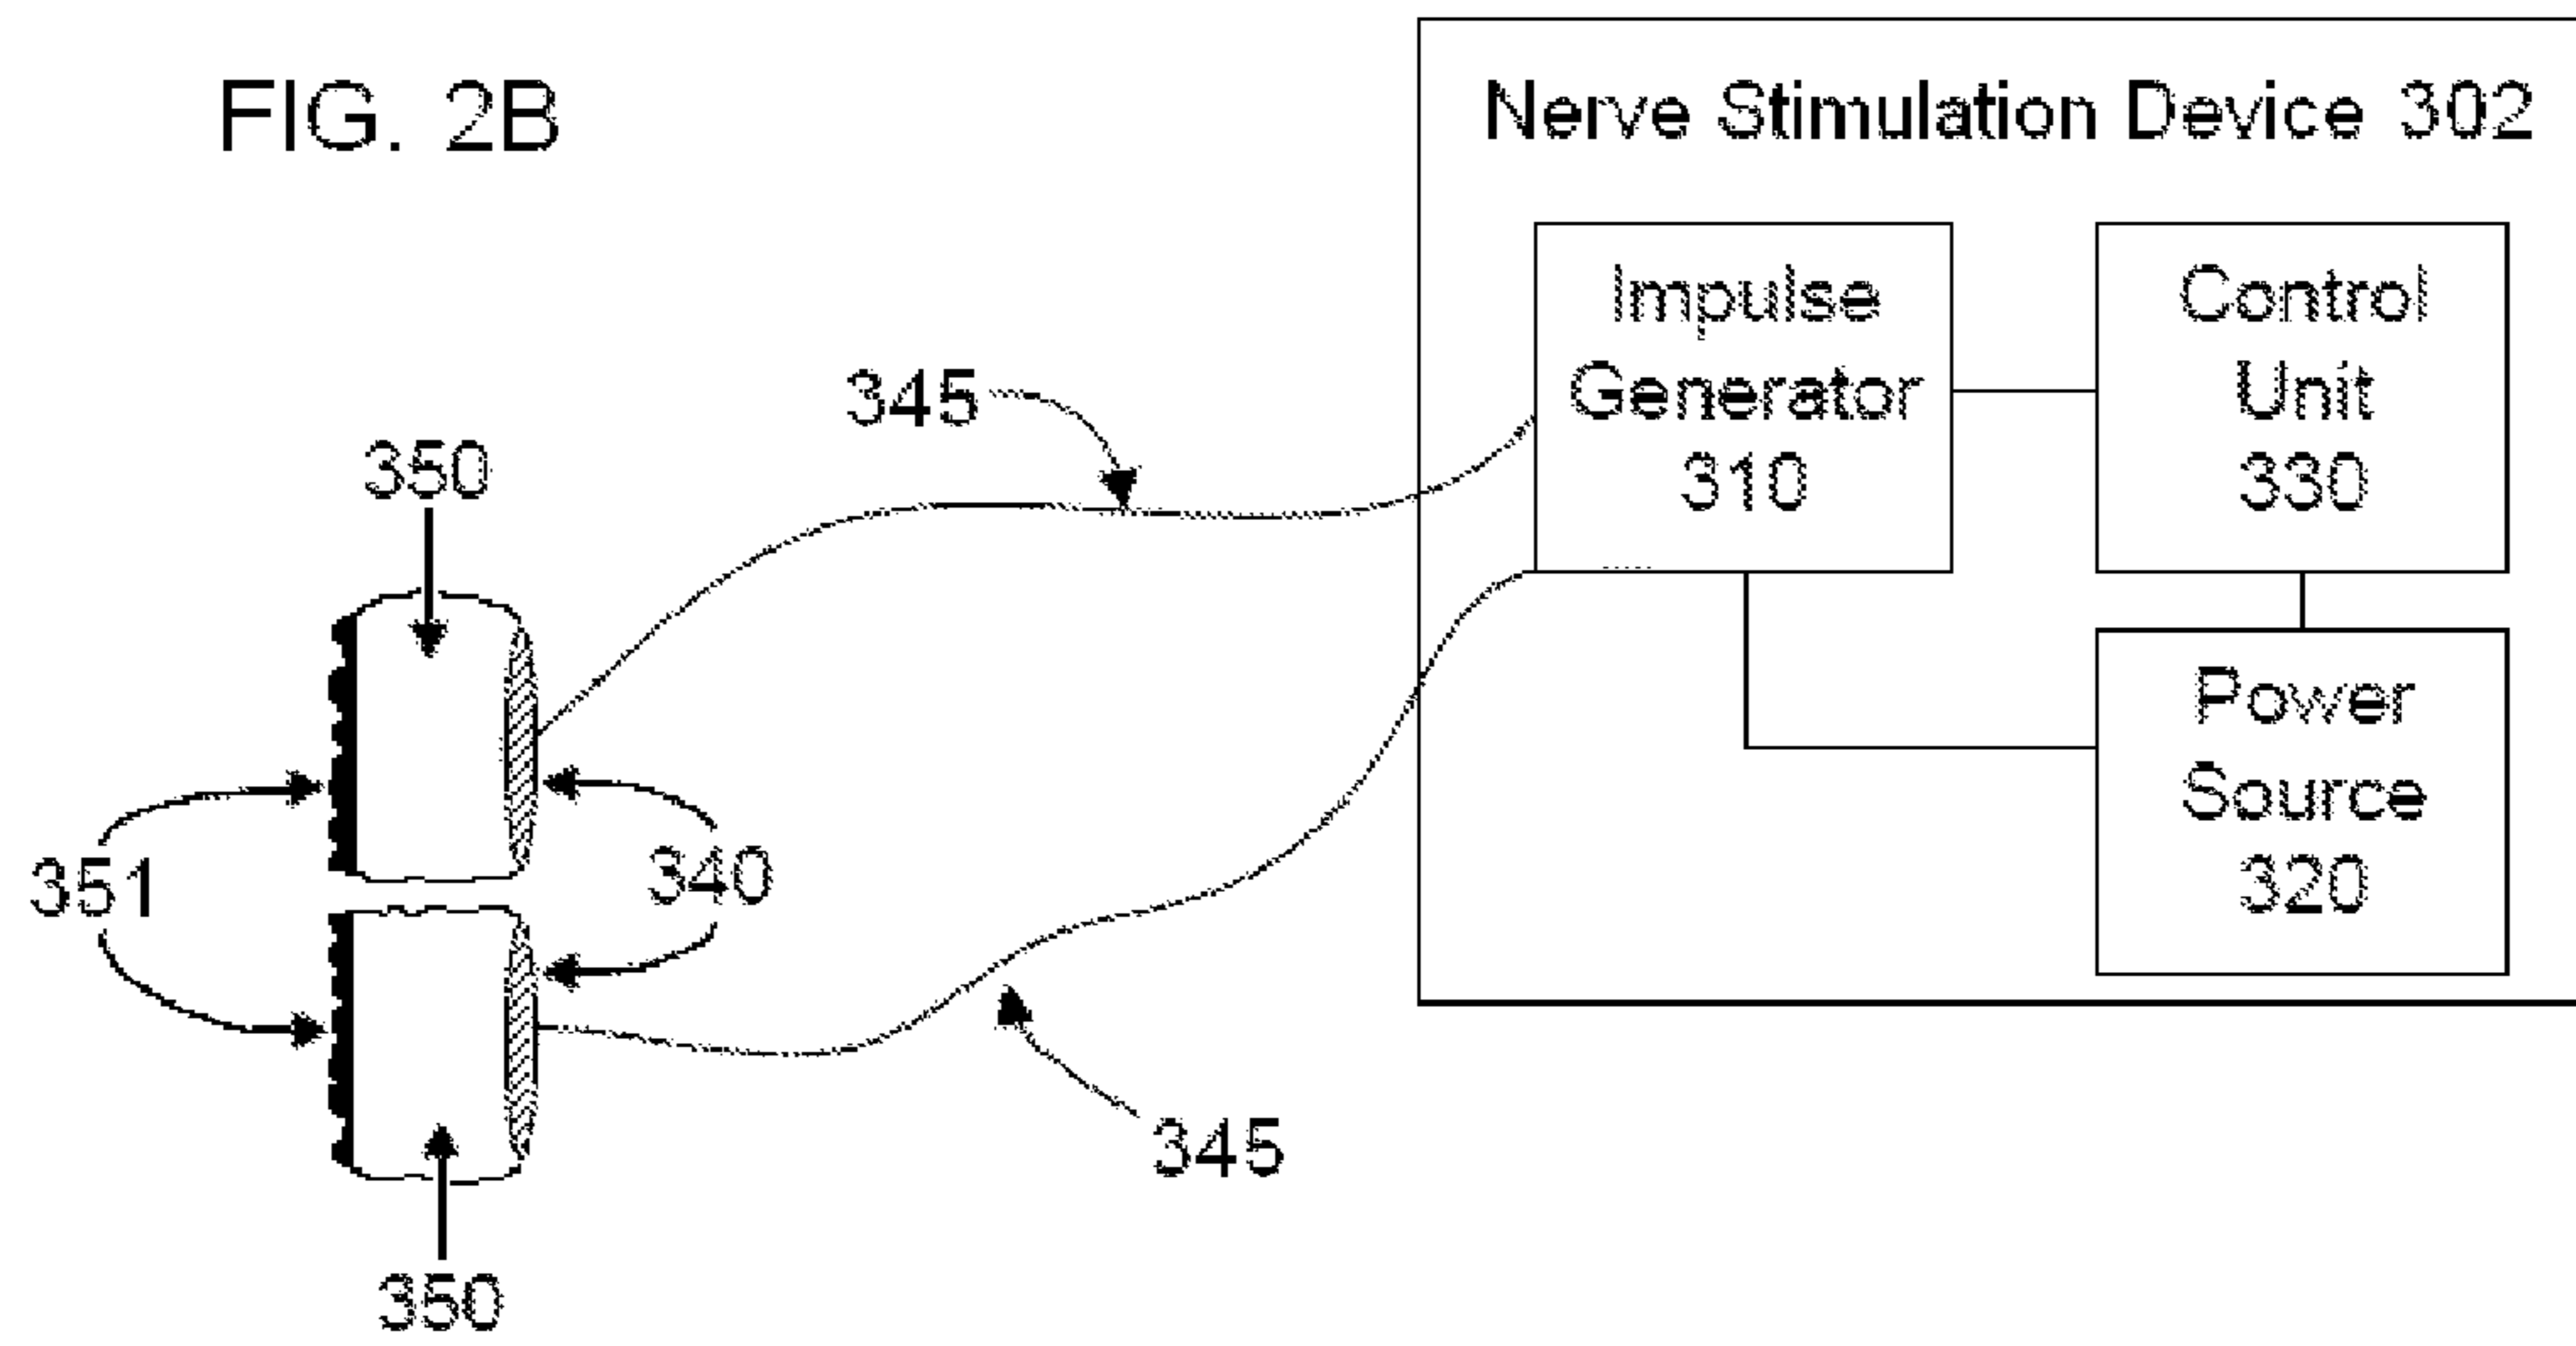 FIG. 2B
Nerve Stimulation Device 302
Impulse
Generator
310
Control
Unit
330
Power
Source
320
345
350
351
340
345
350